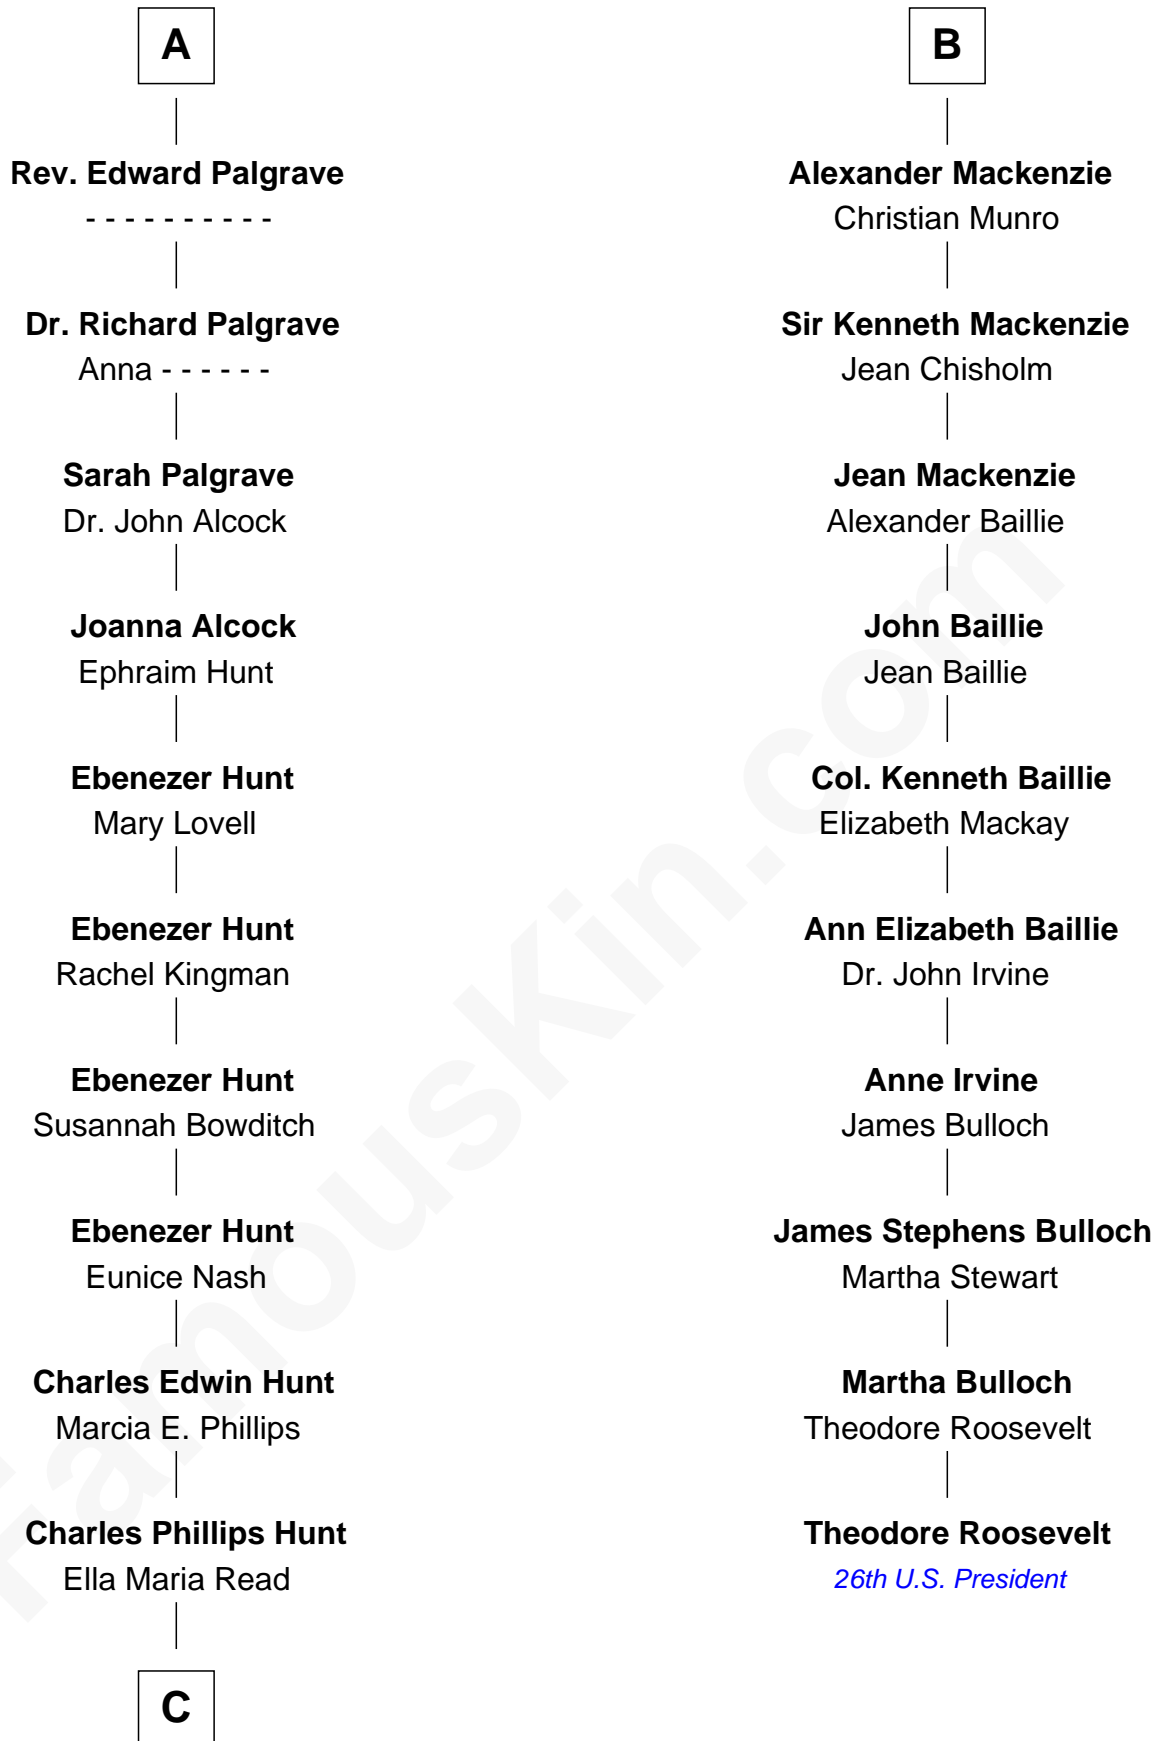 A
Rev. Edward Palgrave
- - - - - - - - - -
Dr. Richard Palgrave
Anna - - - - - -
Sarah Palgrave
Dr. John Alcock
Joanna Alcock
Ephraim Hunt
Ebenezer Hunt
Mary Lovell
Ebenezer Hunt
Rachel Kingman
Ebenezer Hunt
Susannah Bowditch
Ebenezer Hunt
Eunice Nash
Charles Edwin Hunt
Marcia E. Phillips
Charles Phillips Hunt
Ella Maria Read
C
B
Alexander Mackenzie
Christian Munro
Sir Kenneth Mackenzie
Jean Chisholm
Jean Mackenzie
Alexander Baillie
John Baillie
Jean Baillie
Col. Kenneth Baillie
Elizabeth Mackay
Ann Elizabeth Baillie
Dr. John Irvine
Anne Irvine
James Bulloch
James Stephens Bulloch
Martha Stewart
Martha Bulloch
Theodore Roosevelt
Theodore Roosevelt
26th U.S. President
FamousKin.com